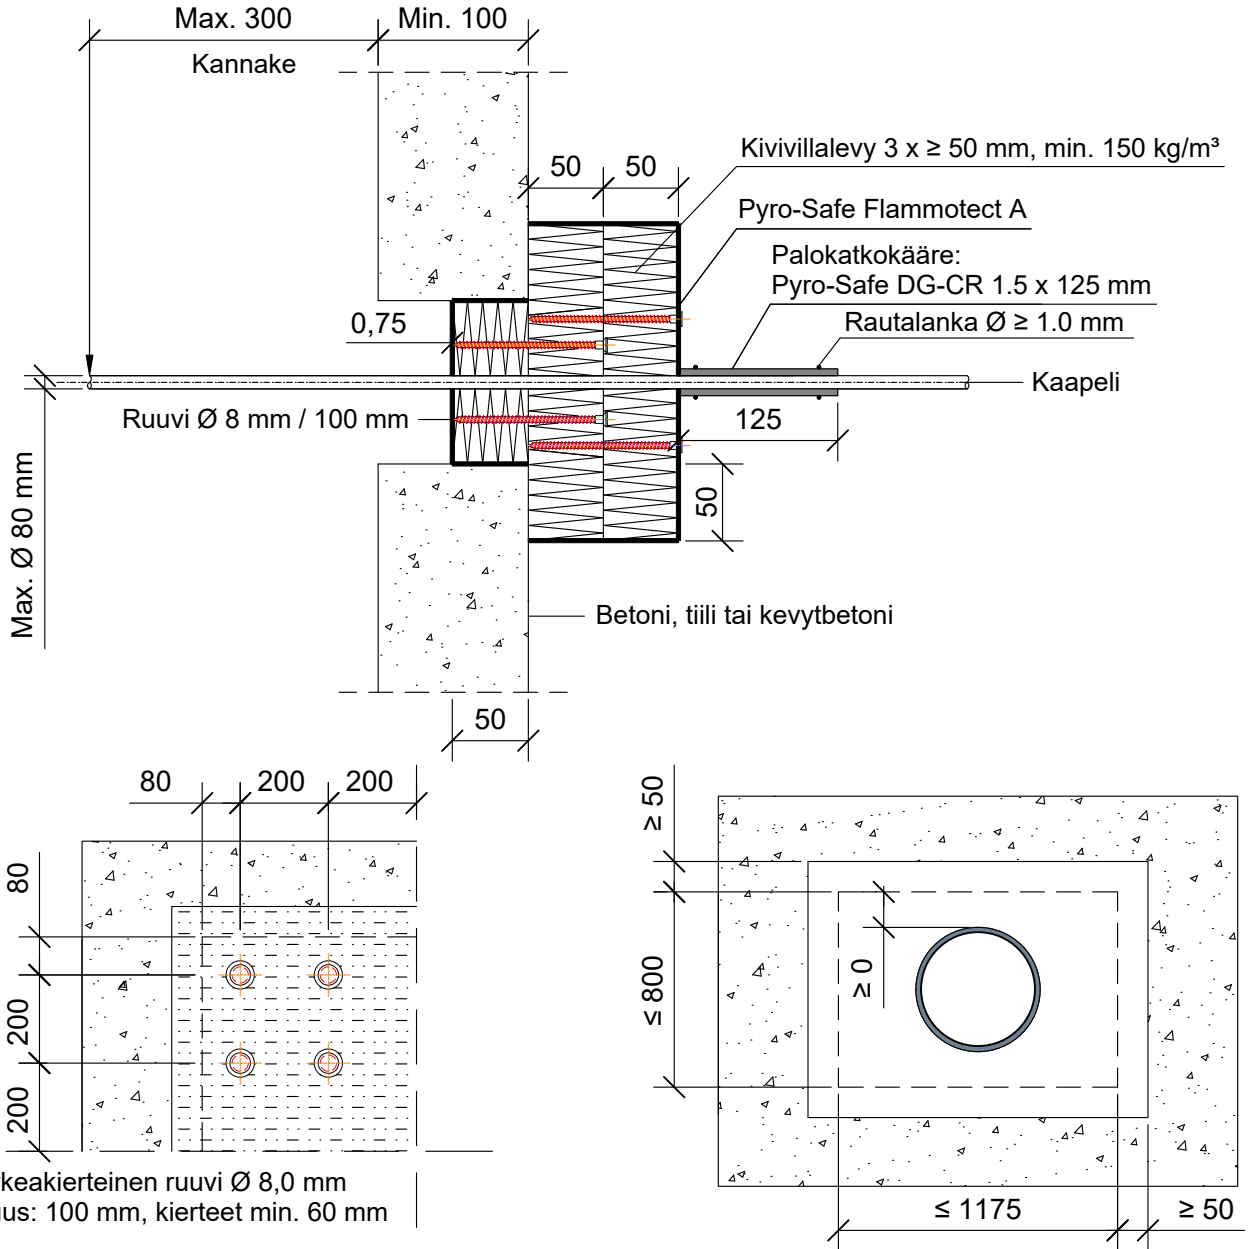 Max. 300
Min. 100
Kannake
Kivivillalevy 3 x ≥ 50 mm, min. 150 kg/m³
50
50
Pyro-Safe Flammotect A
Palokatkokääre:
Pyro-Safe DG-CR 1.5 x 125 mm
Rautalanka Ø ≥ 1.0 mm
0,75
Kaapeli
Ruuvi Ø 8 mm / 100 mm
125
Max. Ø 80 mm
50
Betoni, tiili tai kevytbetoni
50
80
200
200
80
200
200
keakierteinen ruuvi Ø 8,0 mm
us: 100 mm, kierteet min. 60 mm
≥ 50
≤ 800
≥ 0
≤ 1175
≥ 50